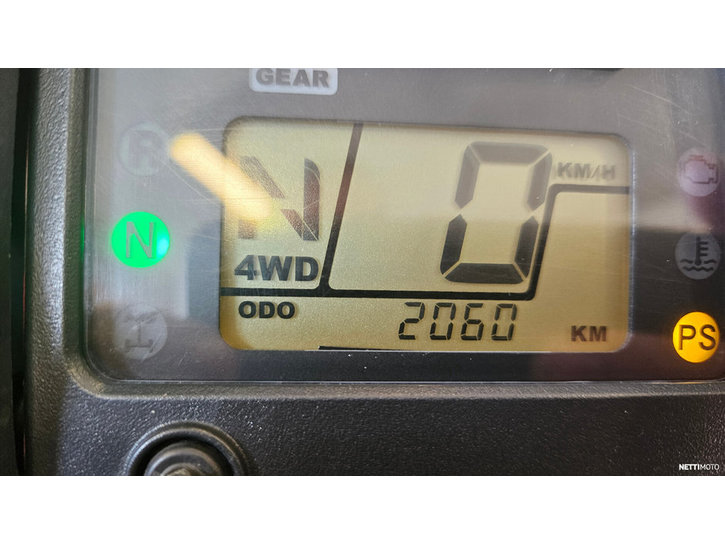 GEAR
R
N
N
4WD
0 KM/H
ODO 2060 KM
PS
NETTIMOTO